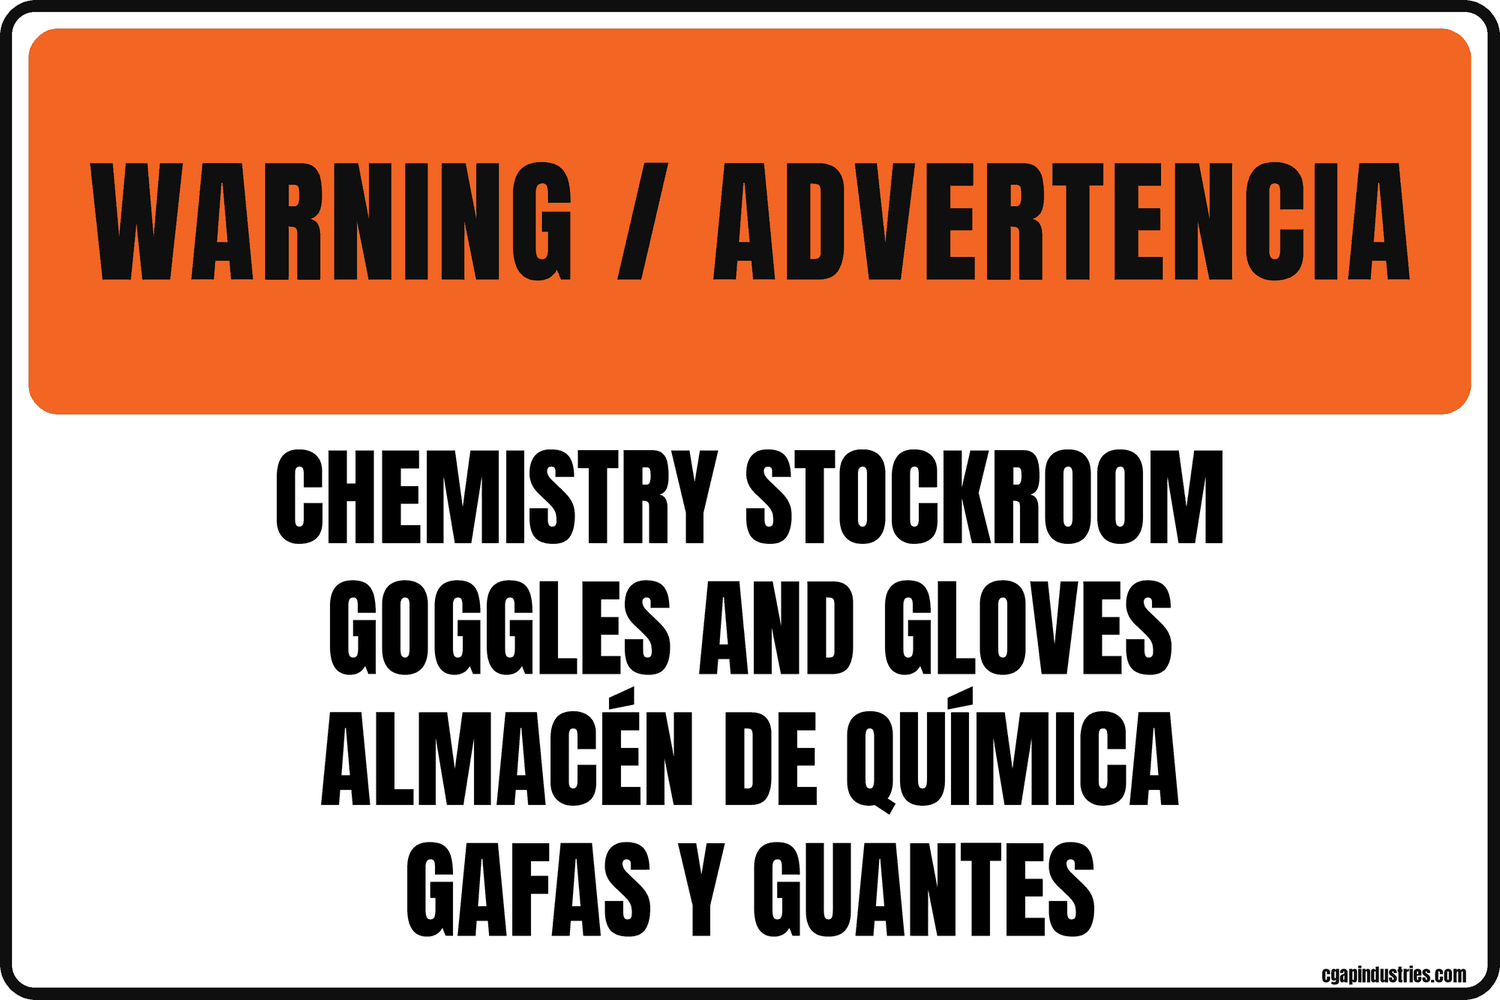 WARNING / ADVERTENCIA
CHEMISTRY STOCKROOM
GOGGLES AND GLOVES
ALMACÉN DE QUÍMICA
GAFAS Y GUANTES
cgapindustries.com